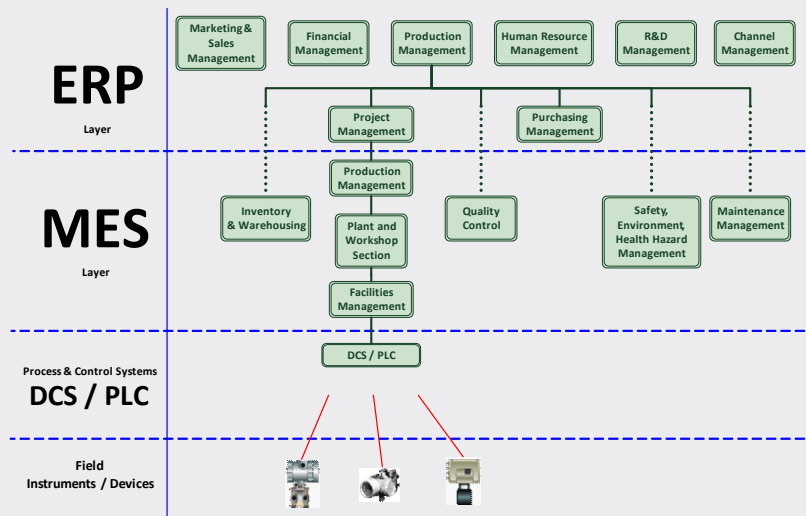 Marketing &
Sales
Management
Financial
Management
Production
Management
Human Resource
Management
R&D
Management
Channel
Management
ERP
Layer
Project
Management
Purchasing
Management
Production
Management
MES
Layer
Inventory
& Warehousing
Plant and
Workshop
Section
Quality
Control
Safety,
Environment,
Health Hazard
Management
Maintenance
Management
Facilities
Management
Process & Control Systems
DCS / PLC
DCS / PLC
Field
Instruments / Devices